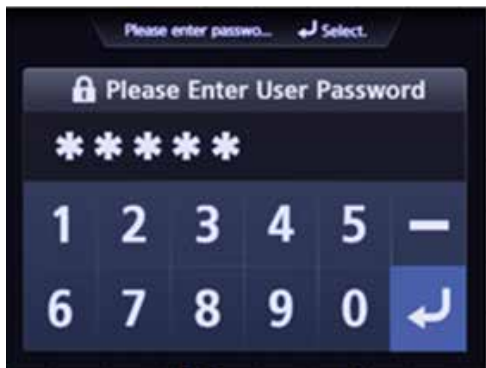 Please enter passwo... ↵ Select.
Please Enter User Password
*****
1 2 3 4 5 –
6 7 8 9 0 ↵